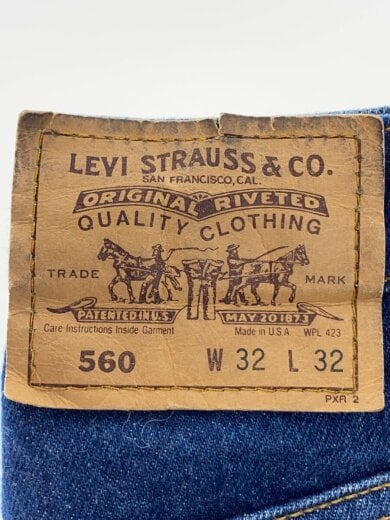 LEVI STRAUSS & CO.
SAN FRANCISCO, CAL.
ORIGINAL RIVETED
QUALITY CLOTHING
TRADE MARK
PATENTED IN U.S. MAY 20 1873
Care Instructions Inside Garment Made in U S A WPL 423
560 W 32 L 32
PXR 2